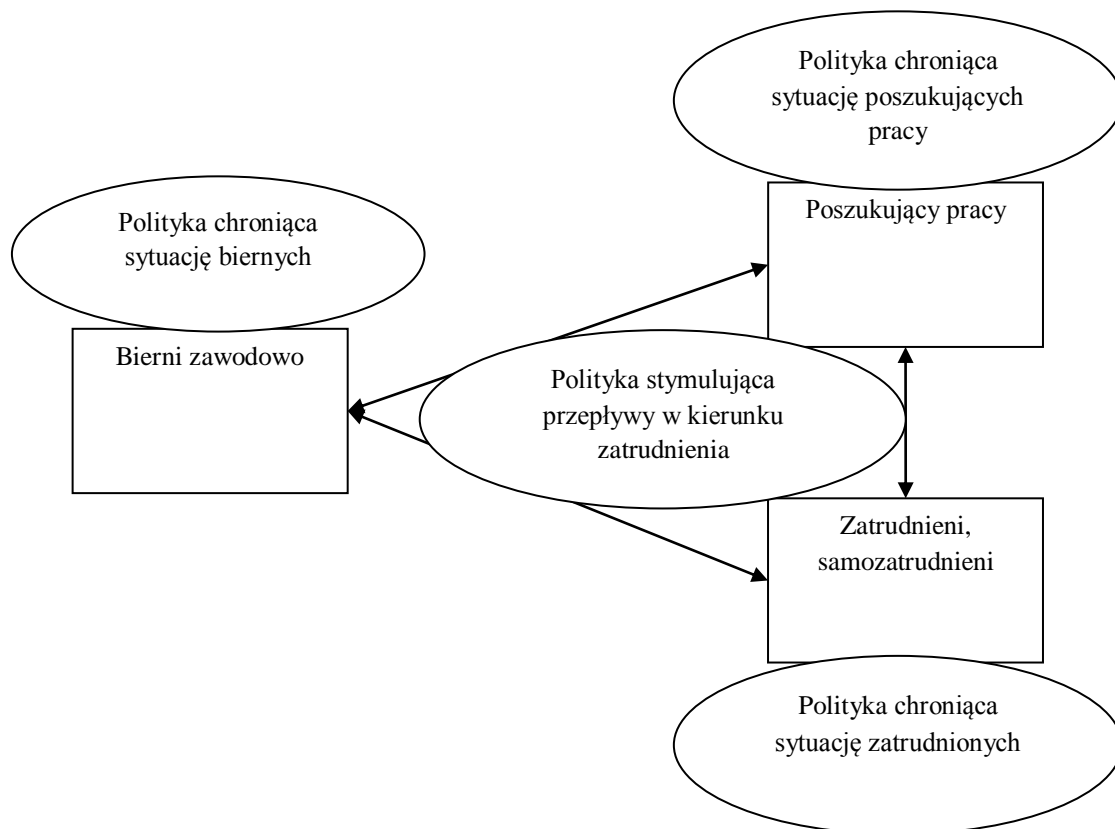 Polityka chroniąca
sytuację poszukujących
pracy
Poszukujący pracy
Polityka chroniąca
sytuację biernych
Bierni zawodowo
Polityka stymulująca
przepływy w kierunku
zatrudnienia
Zatrudnieni,
samozatrudnieni
Polityka chroniąca
sytuację zatrudnionych